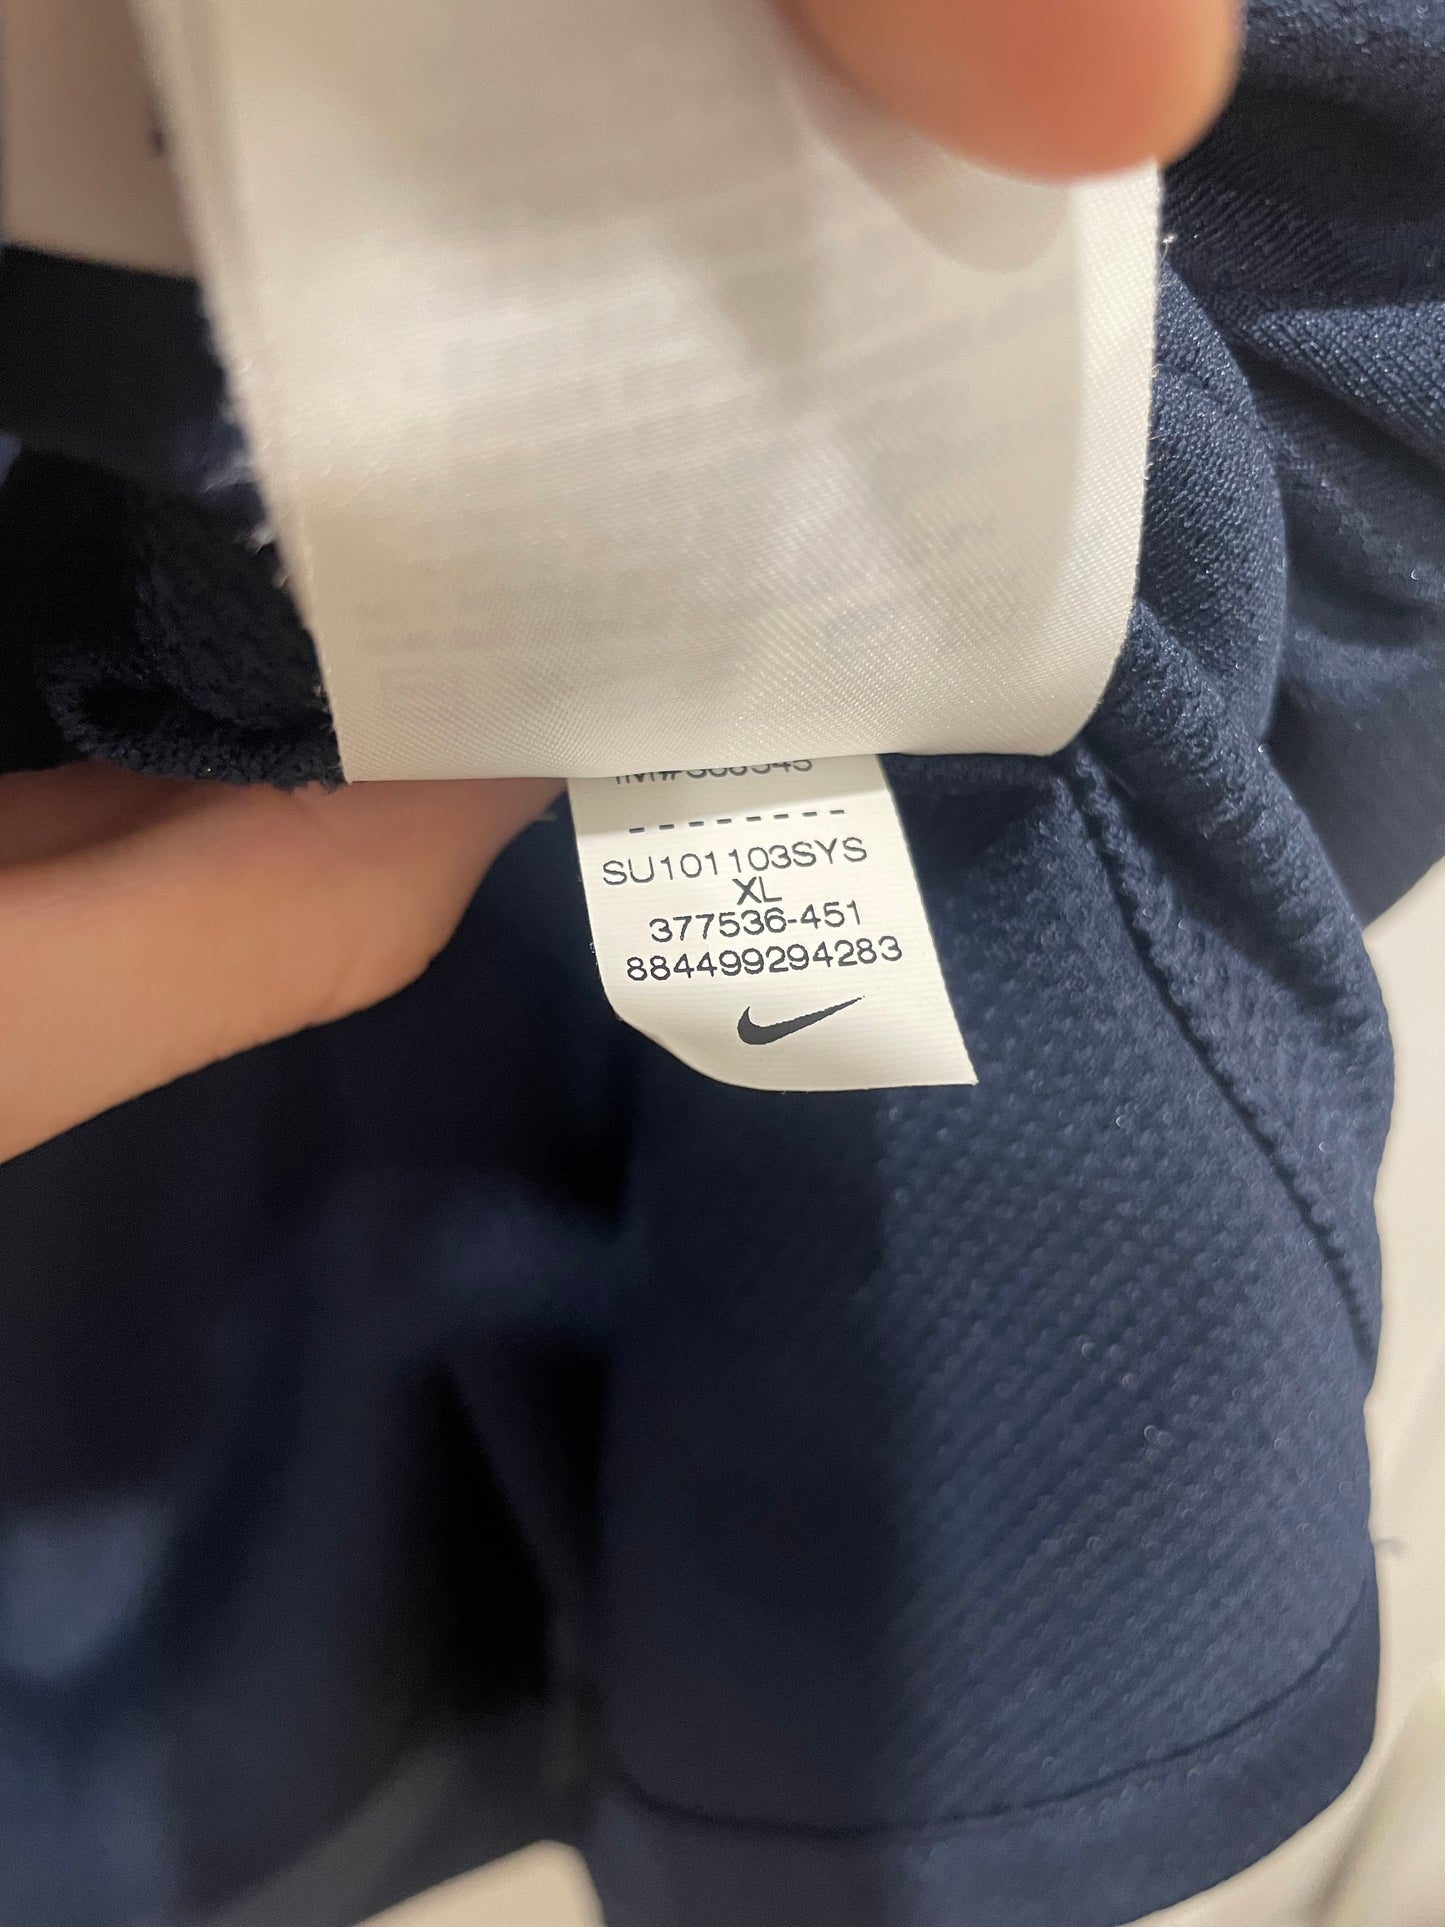 --------
SU101103SYS
XL
377536-451
884499294283